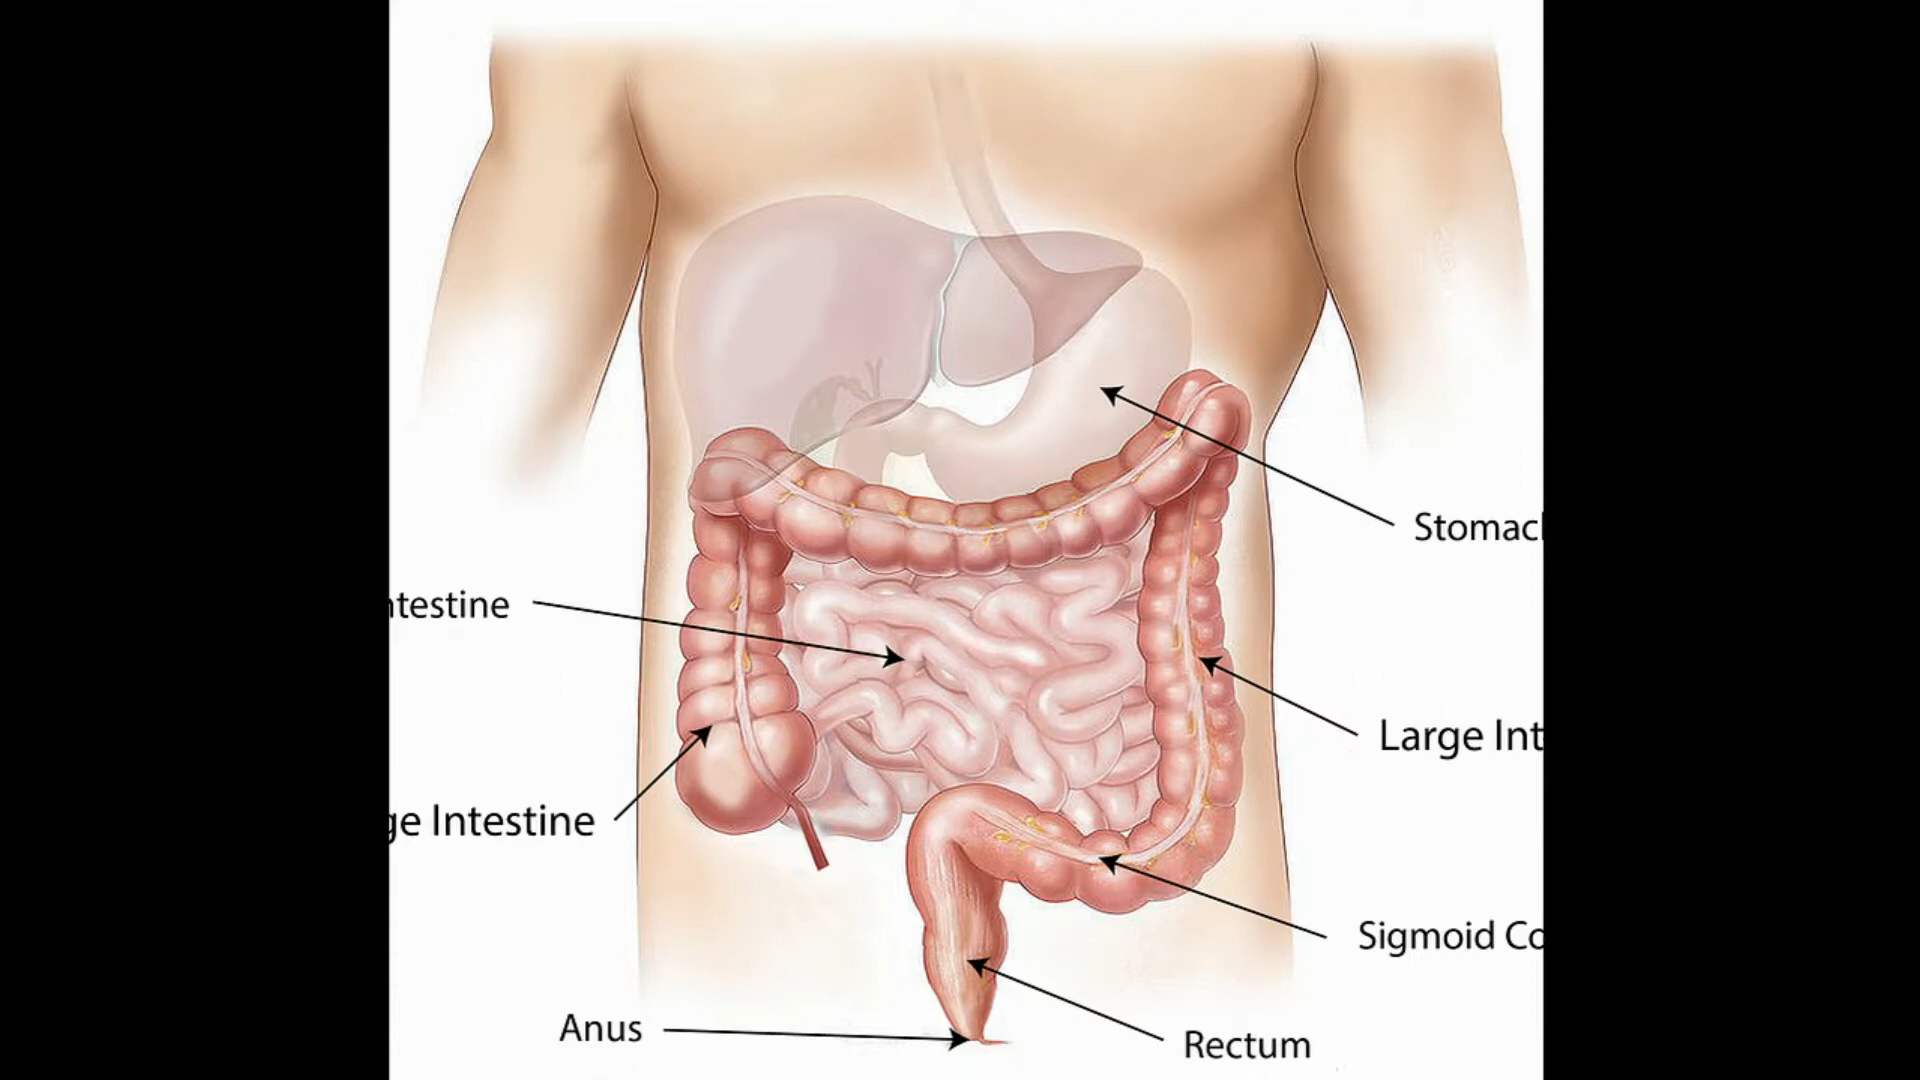 Stomac
ntestine
Large Int
ge Intestine
Sigmoid Co
Anus
Rectum